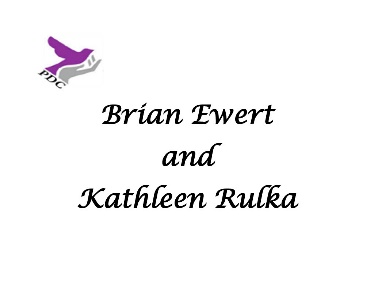 PDC
Brian Ewert
and
Kathleen Rulka